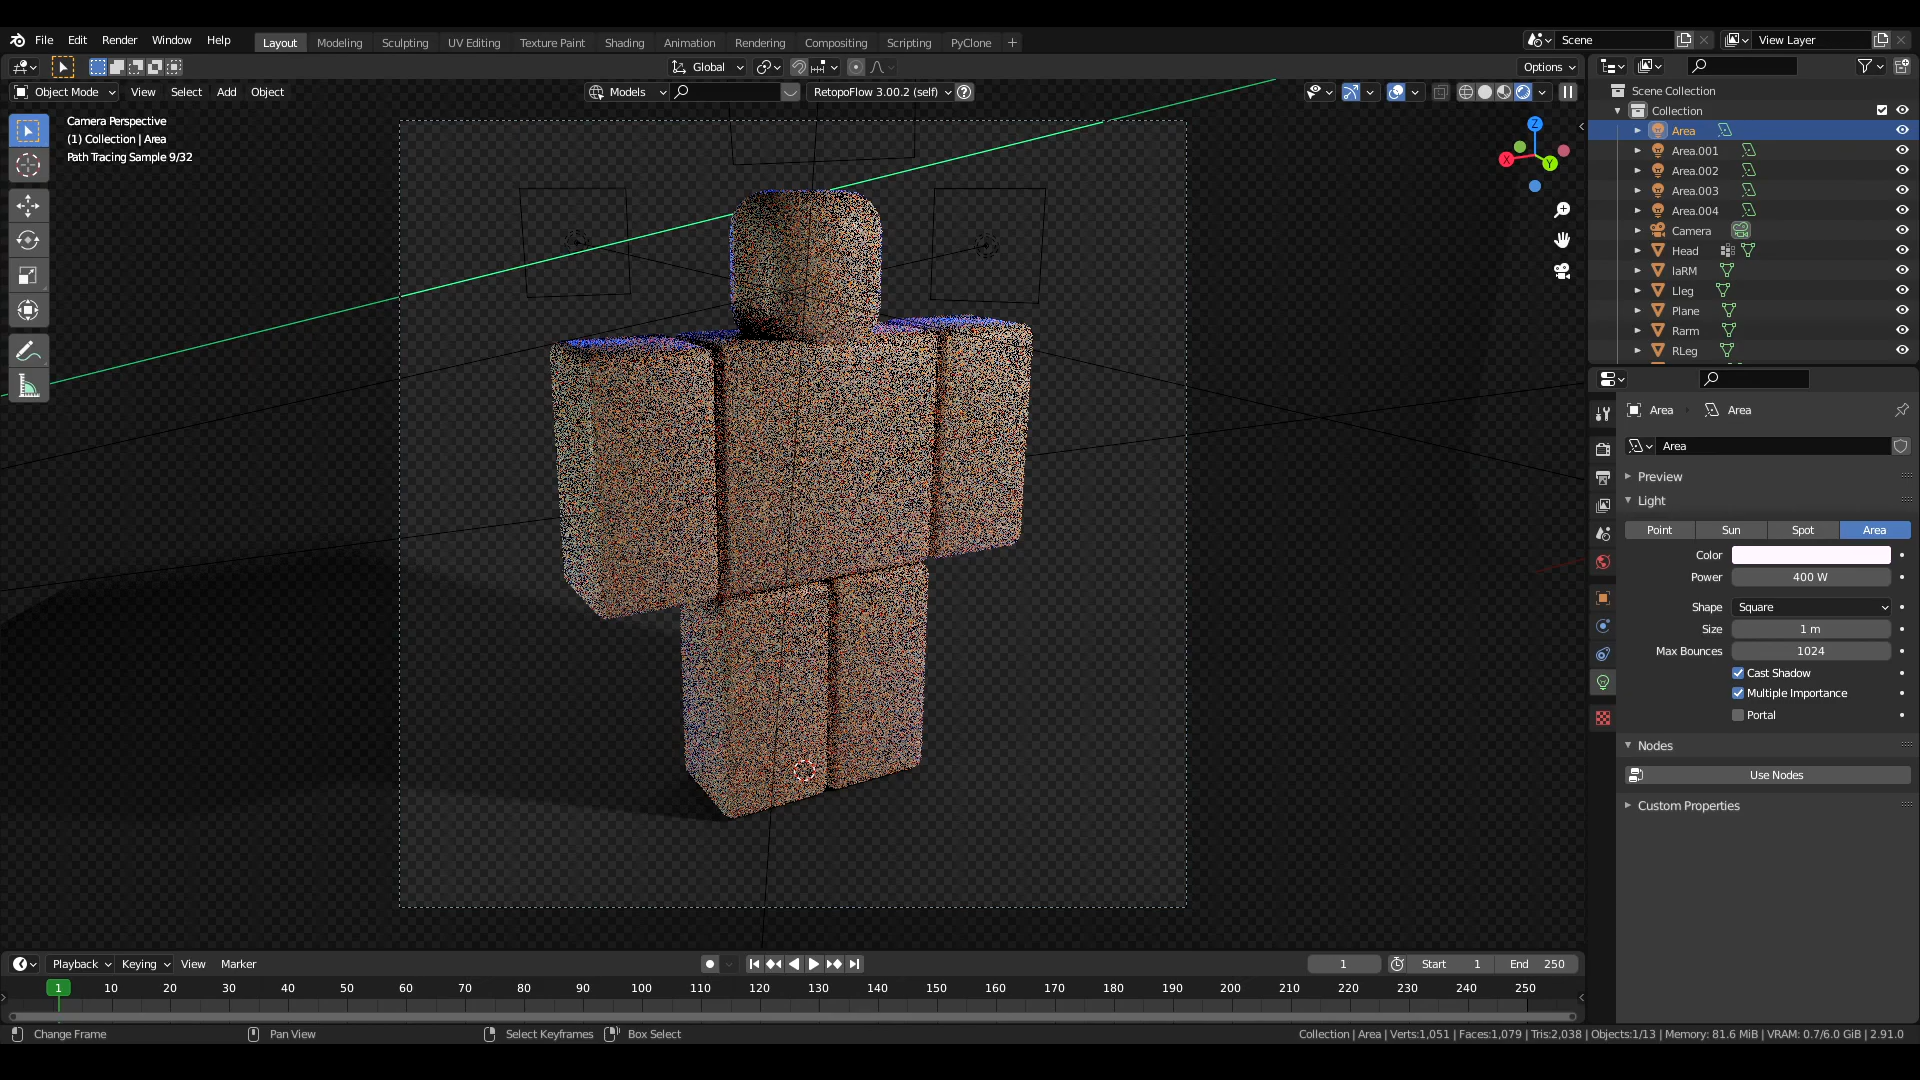 File Edit Render Window Help Layout Modeling Sculpting UV Editing Texture Paint Shading Animation Rendering Compositing Scripting PyClone + Scene View Layer
Global Options
Object Mode View Select Add Object Models RetopoFlow 3.00.2 (self)
Camera Perspective
(1) Collection | Area
Path Tracing Sample 9/32
Z
X
Y
Scene Collection
Collection
Area
Area.001
Area.002
Area.003
Area.004
Camera
Head
laRM
Lleg
Plane
Rarm
RLeg
Area Area
Area
Preview
Light
Point Sun Spot Area
Color
Power 400 W
Shape Square
Size 1 m
Max Bounces 1024
Cast Shadow
Multiple Importance
Portal
Nodes
Use Nodes
Custom Properties
Playback Keying View Marker 1 Start 1 End 250
1 10 20 30 40 50 60 70 80 90 100 110 120 130 140 150 160 170 180 190 200 210 220 230 240 250
Change Frame Pan View Select Keyframes Box Select Collection | Area | Verts:1,051 | Faces:1,079 | Tris:2,038 | Objects:1/13 | Memory: 81.6 MiB | VRAM: 0.7/6.0 GiB | 2.91.0